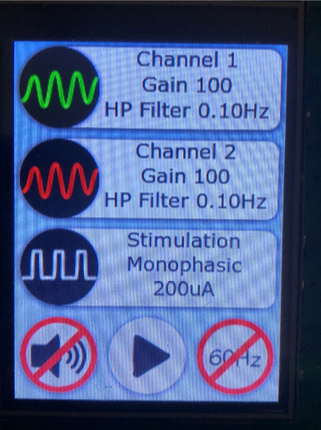 Channel 1
Gain 100
HP Filter 0.10Hz
Channel 2
Gain 100
HP Filter 0.10Hz
Stimulation
Monophasic
200uA
60Hz